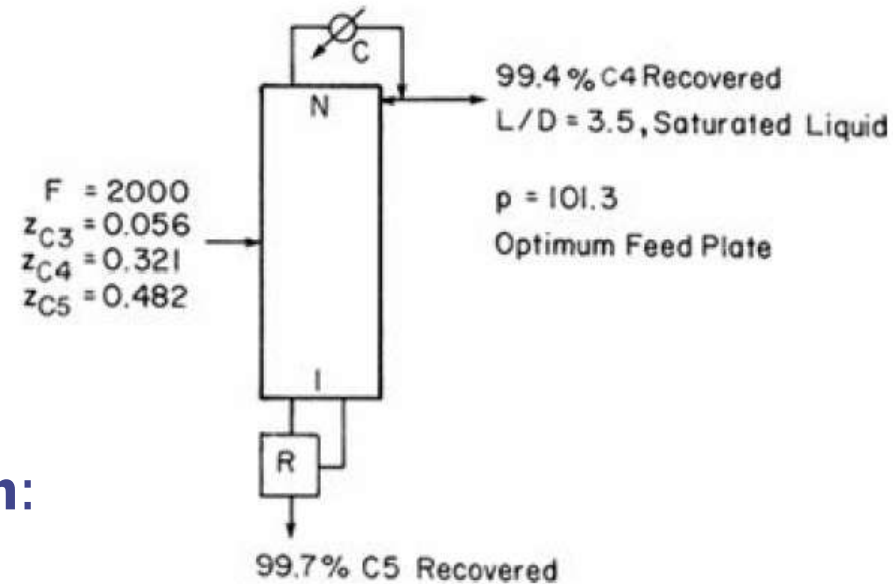 C
N
99.4% C4 Recovered
L/D = 3.5, Saturated Liquid
F = 2000
zC3 = 0.056
zC4 = 0.321
zC5 = 0.482
p = 101.3
Optimum Feed Plate
I
R
n:
99.7% C5 Recovered